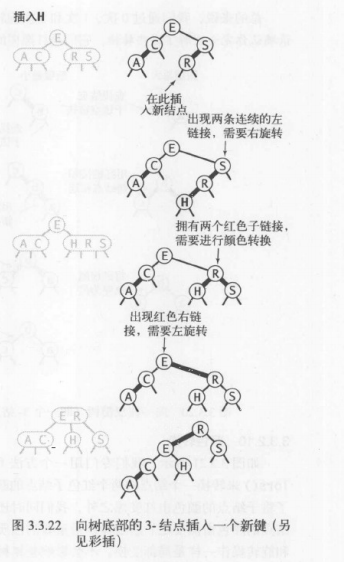 插入H
E
A C R S
E
C S
A R
在此插
入新结点
出现两条连续的左
链接，需要右旋转
E
C S
A R
H
拥有两个红色子链接，
需要进行颜色转换
E
A C H R S
E
C R
A H S
出现红色右链
接，需要左旋转
E
C R
A H S
E R
A C H S
R
E S
C H
A
图 3.3.22 向树底部的3-结点插入一个新键（另
见彩插）